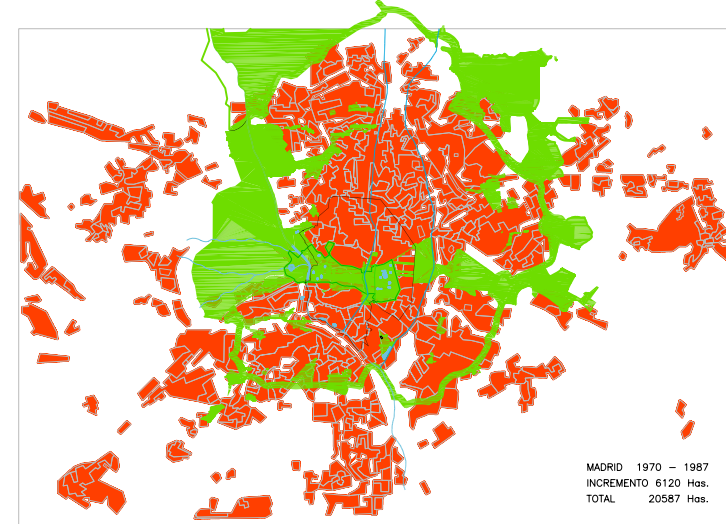 MADRID 1970 – 1987
INCREMENTO 6120 Has.
TOTAL 20587 Has.